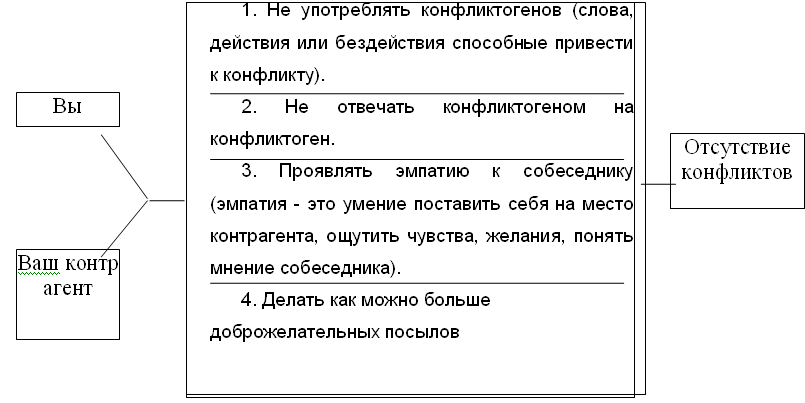 Вы
Ваш контр
агент
1. Не употреблять конфликтогенов (слова,
действия или бездействия способные привести
к конфликту).
2. Не отвечать конфликтогеном на
конфликтоген.
3. Проявлять эмпатию к собеседнику
(эмпатия - это умение поставить себя на место
контрагента, ощутить чувства, желания, понять
мнение собеседника).
4. Делать как можно больше
доброжелательных посылов
Отсутствие
конфликтов